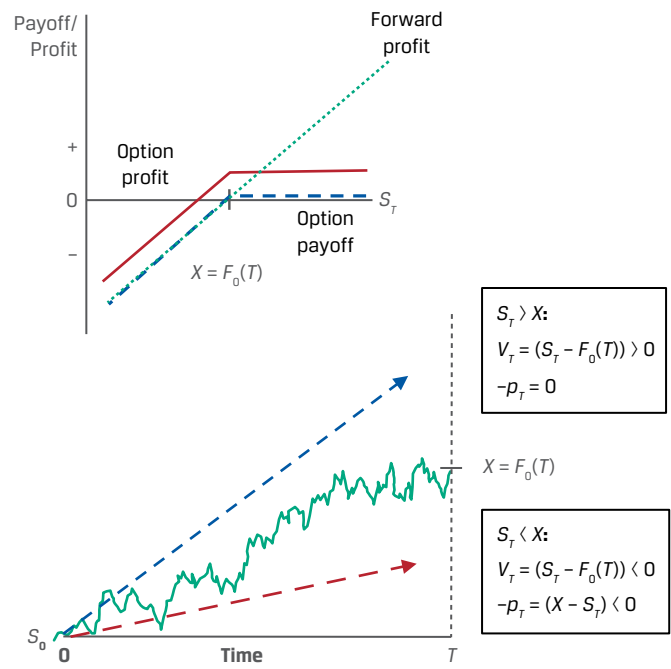 Payoff/
Profit
Forward
profit
+
Option
profit
0
S_T
Option
payoff
–
X = F_0(T)
S_T > X:
V_T = (S_T – F_0(T)) > 0
–p_T = 0
X = F_0(T)
S_T < X:
V_T = (S_T – F_0(T)) < 0
–p_T = (X – S_T) < 0
S_0
0
Time
T